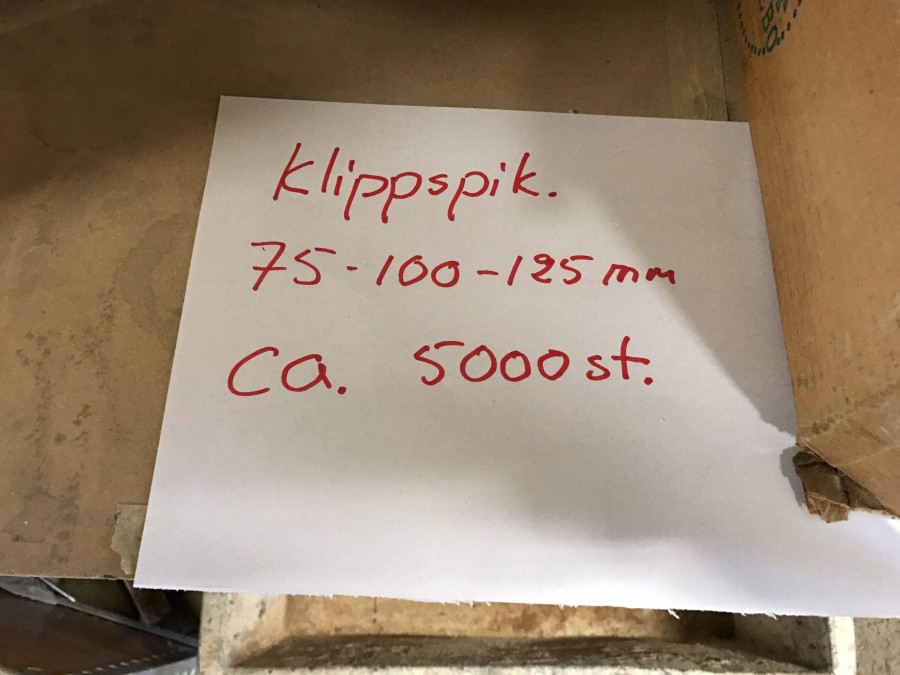 Klippspik.
75-100-125 mm
Ca. 5000 st.